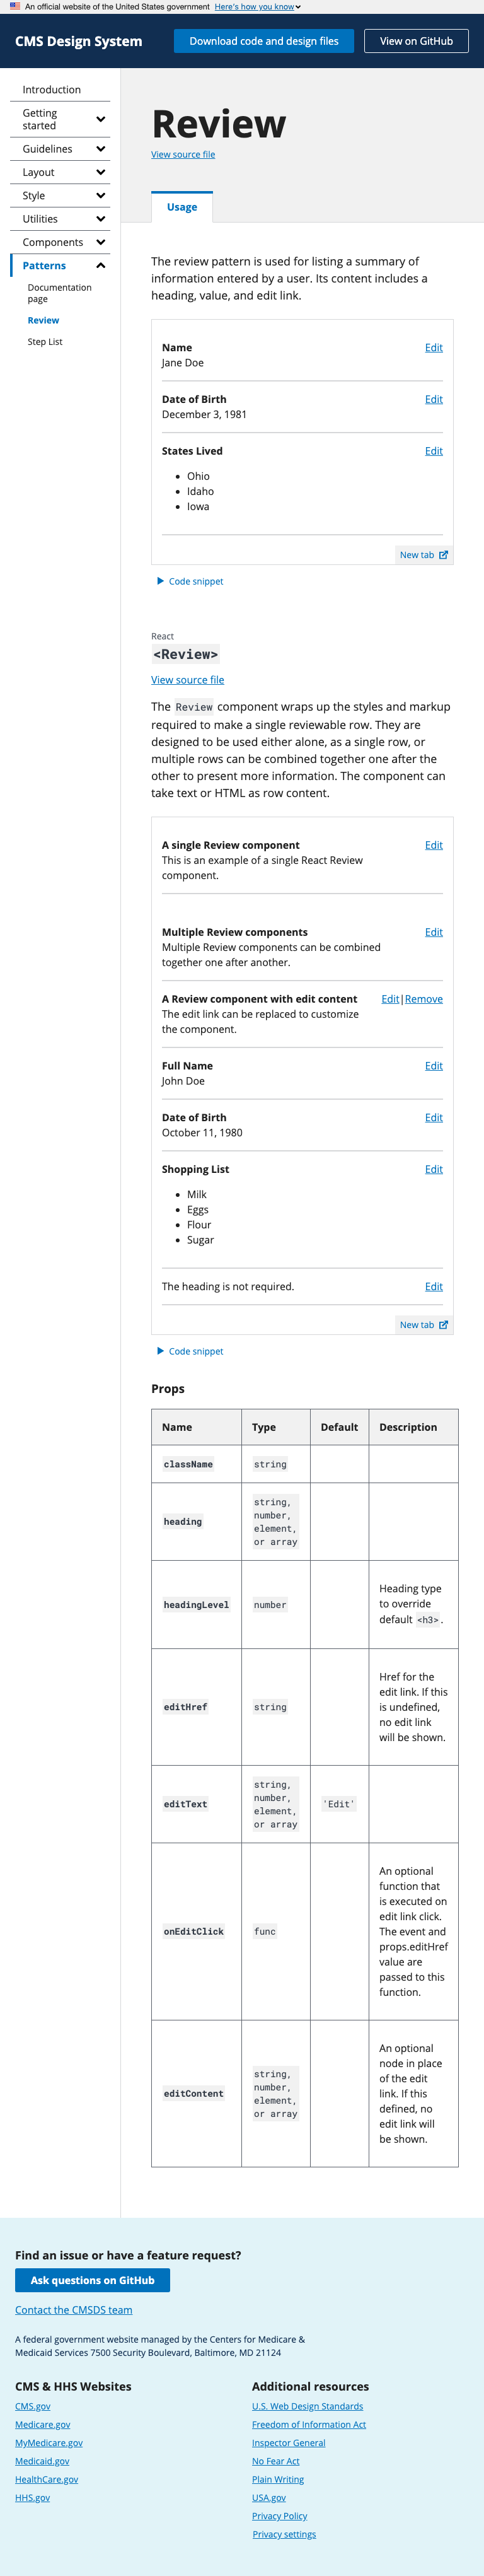 An official website of the United States government Here's how you know
CMS Design System
Download code and design files
View on GitHub
Introduction
Getting
started
Guidelines
Layout
Style
Utilities
Components
Patterns
Documentation
page
Review
Step List
Review
View source file
Usage
The review pattern is used for listing a summary of
information entered by a user. Its content includes a
heading, value, and edit link.
Name Edit
Jane Doe
Date of Birth Edit
December 3, 1981
States Lived Edit
• Ohio
• Idaho
• Iowa
New tab
Code snippet
React
<Review>
View source file
The Review component wraps up the styles and markup
required to make a single reviewable row. They are
designed to be used either alone, as a single row, or
multiple rows can be combined together one after the
other to present more information. The component can
take text or HTML as row content.
A single Review component Edit
This is an example of a single React Review
component.
Multiple Review components Edit
Multiple Review components can be combined
together one after another.
A Review component with edit content Edit|Remove
The edit link can be replaced to customize
the component.
Full Name Edit
John Doe
Date of Birth Edit
October 11, 1980
Shopping List Edit
• Milk
• Eggs
• Flour
• Sugar
The heading is not required. Edit
New tab
Code snippet
Props
Name Type Default Description
className string
heading
string,
number,
element,
or array
headingLevel number
Heading type
to override
default <h3>.
editHref string
Href for the
edit link. If this
is undefined,
no edit link
will be shown.
editText
string,
number,
element,
or array
'Edit'
onEditClick func
An optional
function that
is executed on
edit link click.
The event and
props.editHref
value are
passed to this
function.
editContent
string,
number,
element,
or array
An optional
node in place
of the edit
link. If this
defined, no
edit link will
be shown.
Find an issue or have a feature request?
Ask questions on GitHub
Contact the CMSDS team
A federal government website managed by the Centers for Medicare &
Medicaid Services 7500 Security Boulevard, Baltimore, MD 21124
CMS & HHS Websites
CMS.gov
Medicare.gov
MyMedicare.gov
Medicaid.gov
HealthCare.gov
HHS.gov
Additional resources
U.S. Web Design Standards
Freedom of Information Act
Inspector General
No Fear Act
Plain Writing
USA.gov
Privacy Policy
Privacy settings